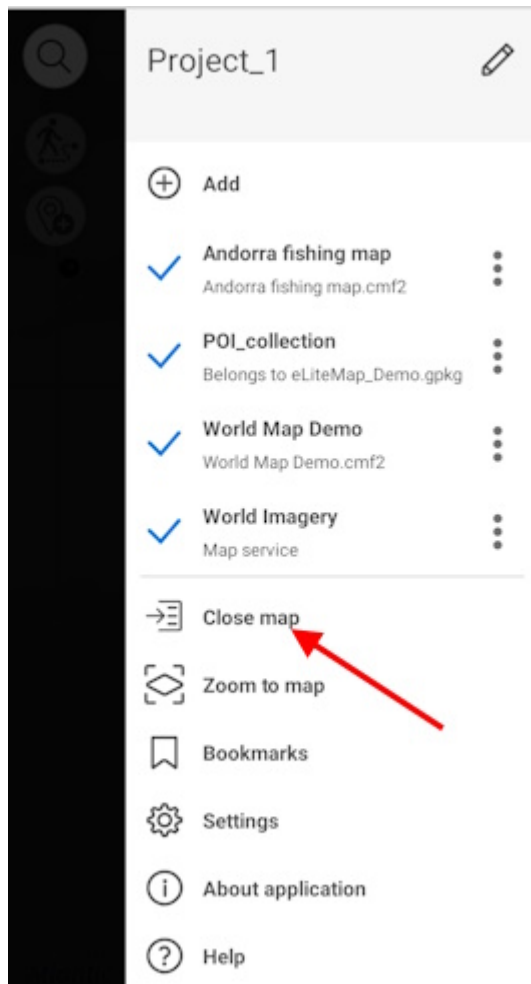 Project_1
Add
Andorra fishing map
Andorra fishing map.cmf2
POI_collection
Belongs to eLiteMap_Demo.gpkg
World Map Demo
World Map Demo.cmf2
World Imagery
Map service
Close map
Zoom to map
Bookmarks
Settings
About application
Help